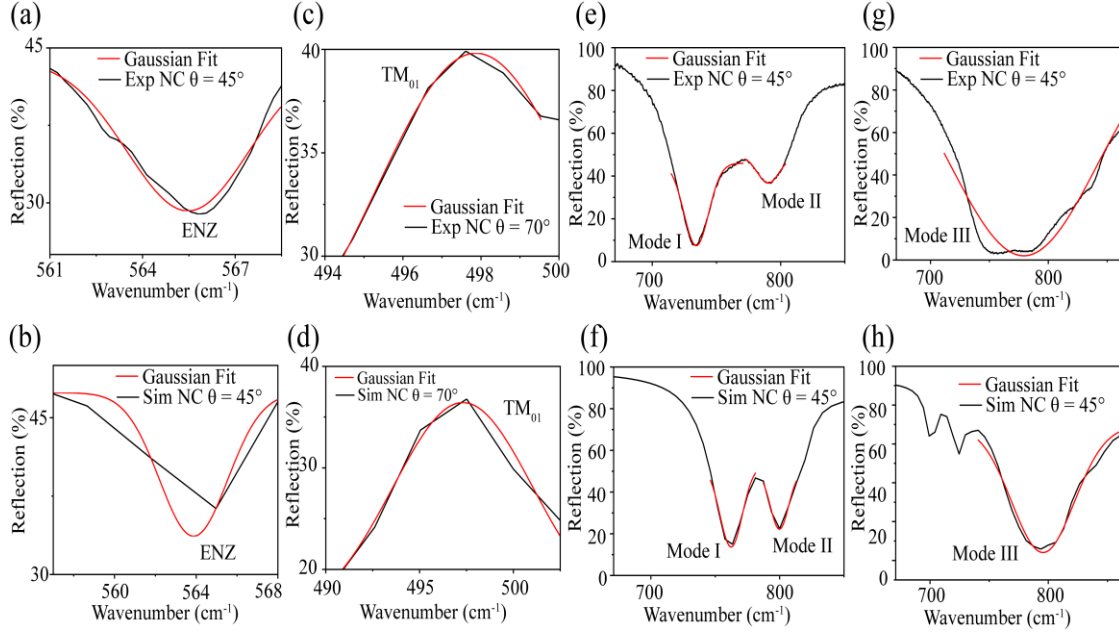 (a)
45
30
Reflection (%)
Gaussian Fit
Exp NC θ = 45°
ENZ
561 564 567
Wavenumber (cm⁻¹)
(c)
40
35
30
Reflection (%)
TM₀₁
Gaussian Fit
Exp NC θ = 70°
494 496 498 500
Wavenumber (cm⁻¹)
(e)
100
80
60
40
20
0
Reflection (%)
Gaussian Fit
Exp NC θ = 45°
Mode I
Mode II
700 800
Wavenumber (cm⁻¹)
(g)
100
80
60
40
20
0
Reflection (%)
Gaussian Fit
Exp NC θ = 45°
Mode III
700 800
Wavenumber (cm⁻¹)
(b)
45
30
Reflection (%)
Gaussian Fit
Sim NC θ = 45°
ENZ
560 564 568
Wavenumber (cm⁻¹)
(d)
40
30
20
Reflection (%)
Gaussian Fit
Sim NC θ = 70°
TM₀₁
490 495 500
Wavenumber (cm⁻¹)
(f)
100
80
60
40
20
0
Reflection (%)
Gaussian Fit
Sim NC θ = 45°
Mode I
Mode II
700 800
Wavenumber (cm⁻¹)
(h)
100
80
60
40
20
0
Reflection (%)
Gaussian Fit
Sim NC θ = 45°
Mode III
700 800
Wavenumber (cm⁻¹)